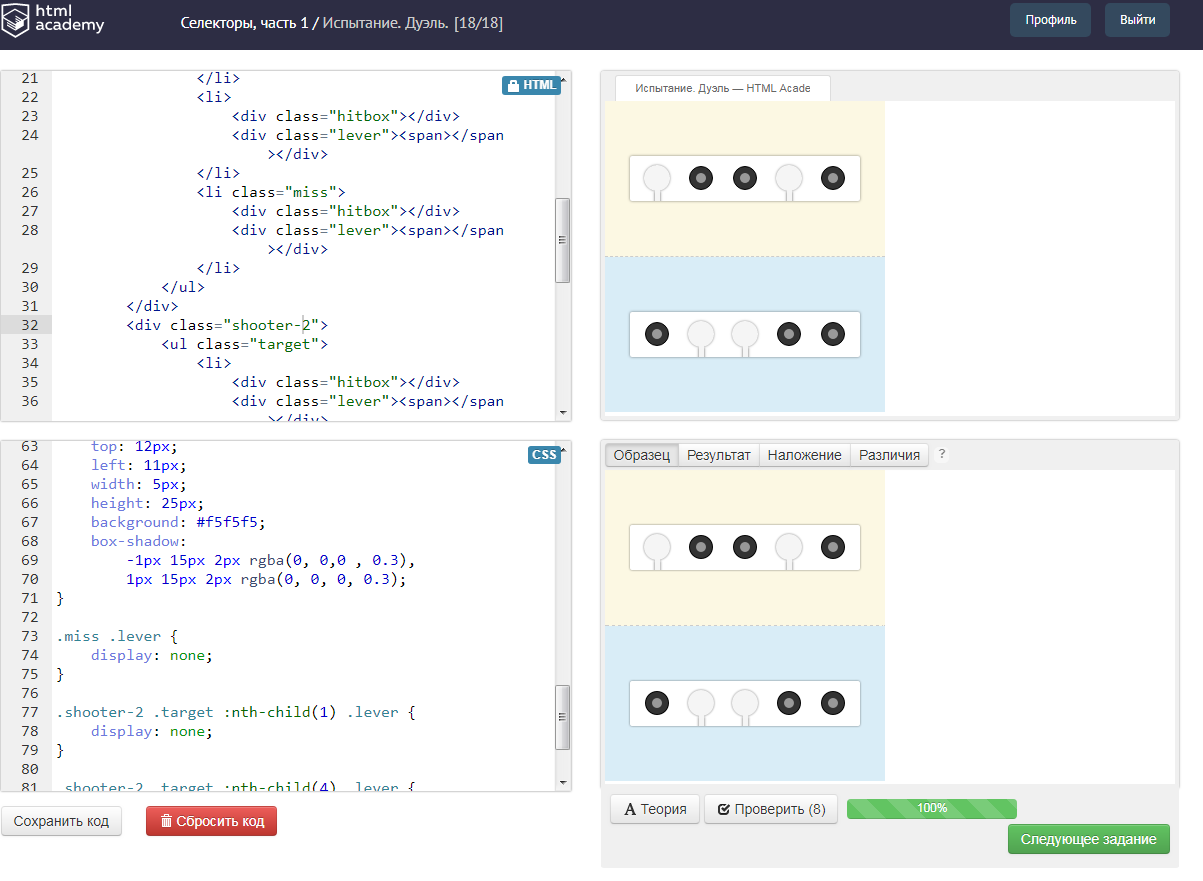 html
academy
Селекторы, часть 1 / Испытание. Дуэль. [18/18]
Профиль
Выйти
21 </li>
22 <li>
23 <div class="hitbox"></div>
24 <div class="lever"><span></span
></div>
25 </li>
26 <li class="miss">
27 <div class="hitbox"></div>
28 <div class="lever"><span></span
></div>
29 </li>
30 </ul>
31 </div>
32 <div class="shooter-2">
33 <ul class="target">
34 <li>
35 <div class="hitbox"></div>
36 <div class="lever"><span></span
></div>
HTML
Испытание. Дуэль — HTML Acade
63 top: 12px;
64 left: 11px;
65 width: 5px;
66 height: 25px;
67 background: #f5f5f5;
68 box-shadow:
69 -1px 15px 2px rgba(0, 0,0 , 0.3),
70 1px 15px 2px rgba(0, 0, 0, 0.3);
71 }
72
73 .miss .lever {
74 display: none;
75 }
76
77 .shooter-2 .target :nth-child(1) .lever {
78 display: none;
79 }
80
81 .shooter-2 .target :nth-child(4) .lever {
CSS
Образец Результат Наложение Различия ?
Сохранить код
Сбросить код
Теория
Проверить (8)
100%
Следующее задание